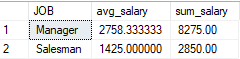 JOB avg_salary sum_salary
1 Manager 2758.333333 8275.00
2 Salesman 1425.000000 2850.00